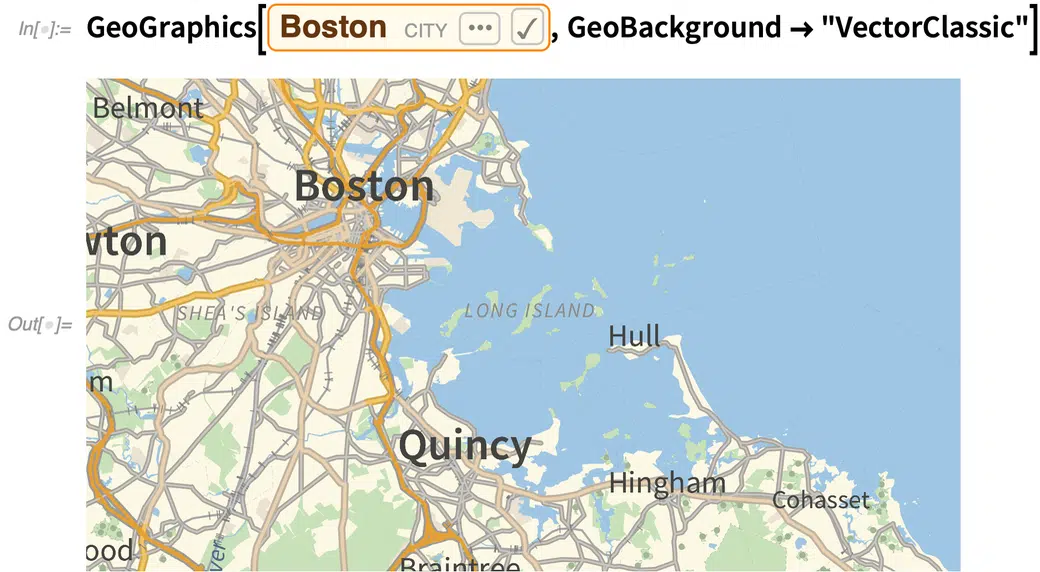 In[•]:= GeoGraphics[ Boston CITY ••• ✓ , GeoBackground → "VectorClassic"]
Belmont
Boston
wton
SHEA'S ISLAND
LONG ISLAND
Out[•]=
Hull
m
Quincy
Hingham
Cohasset
ood
ver
Braintree